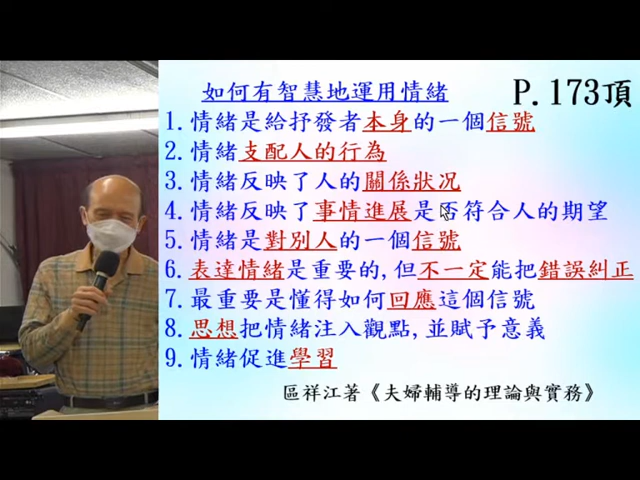 如何有智慧地運用情緒
P.173頂
1.情緒是給抒發者本身的一個信號
2.情緒支配人的行為
3.情緒反映了人的關係狀況
4.情緒反映了事情進展是否符合人的期望
5.情緒是對別人的一個信號
6.表達情緒是重要的,但不一定能把錯誤糾正
7.最重要是懂得如何回應這個信號
8.思想把情緒注入觀點,並賦予意義
9.情緒促進學習
區祥江著《夫婦輔導的理論與實務》